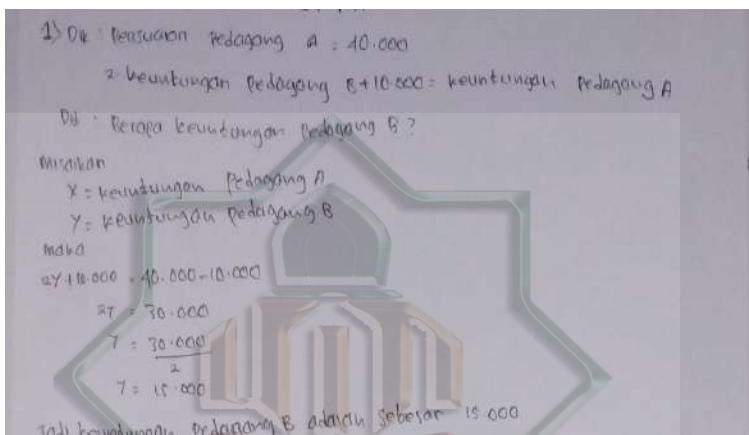 1) Dik : Penjualan Pedagang A = 40.000
2 keuntungan Pedagang B + 10.000 = keuntungan Pedagang A
Dit : Berapa keuntungan Pedagang B ?
misalkan
X = keuntungan Pedagang A
Y = keuntungan Pedagang B
maka
2Y + 10.000 = 40.000 - 10.000
2Y = 30.000
Y = 30.000
2
Y = 15.000
Jadi keuntungan Pedagang B adalah sebesar 15.000